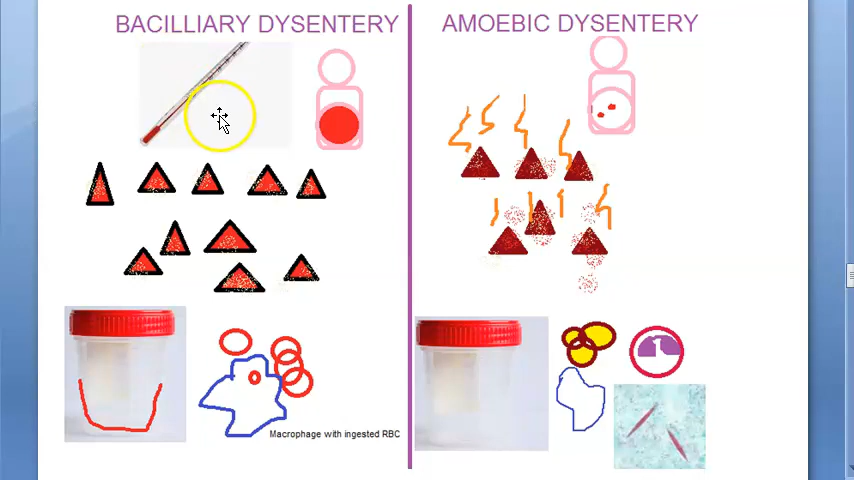 BACILLIARY DYSENTERY
AMOEBIC DYSENTERY
Macrophage with ingested RBC